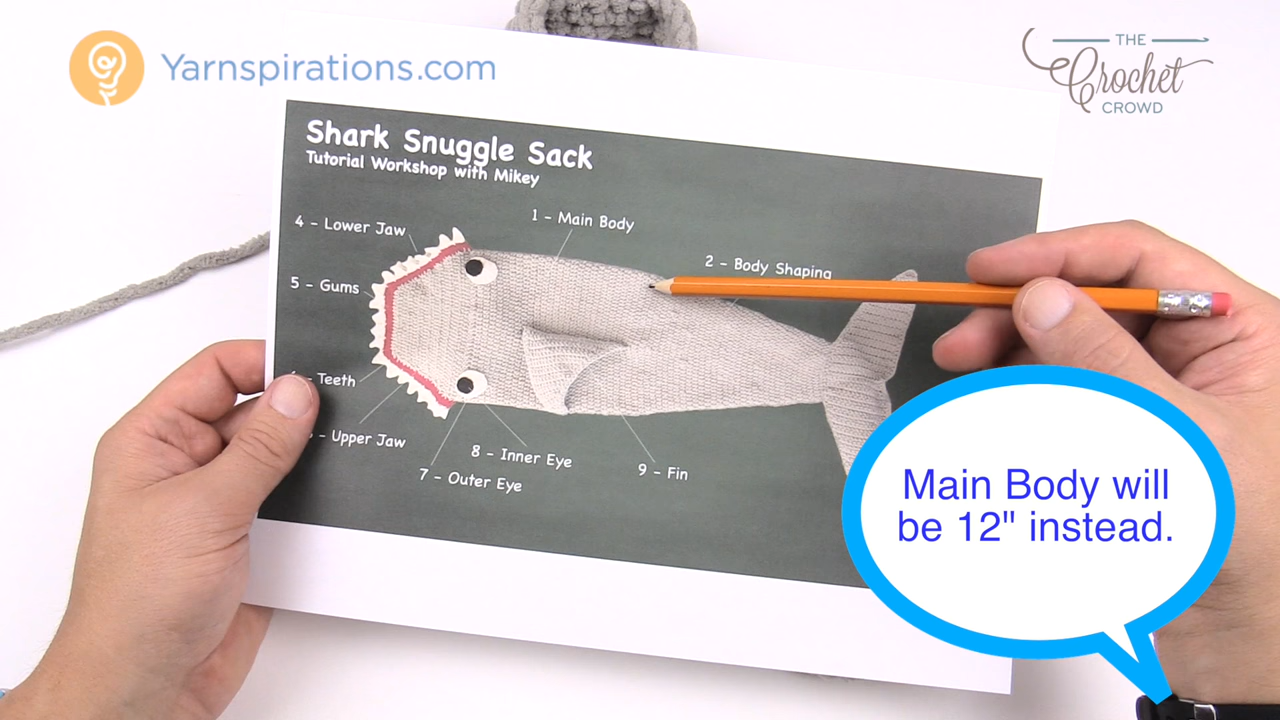 Yarnspirations.com
THE
Crochet
CROWD
Shark Snuggle Sack
Tutorial Workshop with Mikey
4 - Lower Jaw
1 - Main Body
2 - Body Shaping
5 - Gums
- Teeth
- Upper Jaw
8 - Inner Eye
7 - Outer Eye
9 - Fin
Main Body will
be 12" instead.